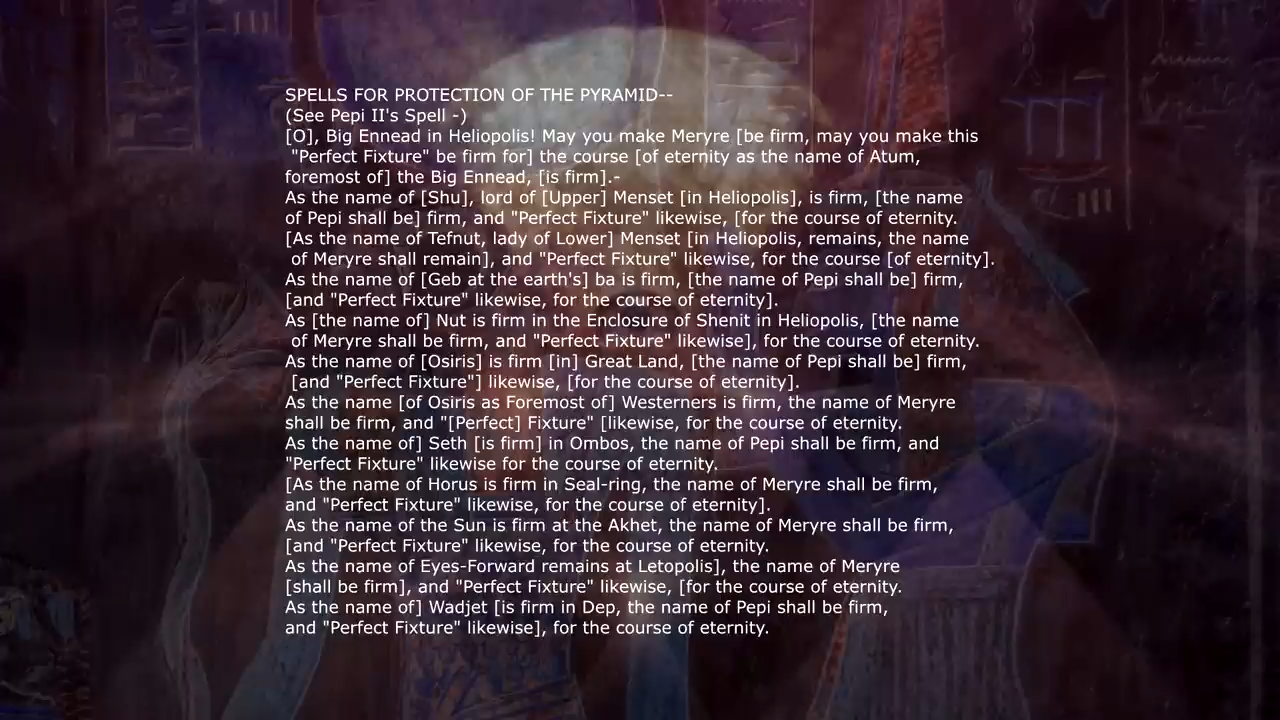 SPELLS FOR PROTECTION OF THE PYRAMID--
(See Pepi II's Spell -)
[O], Big Ennead in Heliopolis! May you make Meryre [be firm, may you make this
"Perfect Fixture" be firm for] the course [of eternity as the name of Atum,
foremost of] the Big Ennead, [is firm].-
As the name of [Shu], lord of [Upper] Menset [in Heliopolis], is firm, [the name
of Pepi shall be] firm, and "Perfect Fixture" likewise, [for the course of eternity.
[As the name of Tefnut, lady of Lower] Menset [in Heliopolis, remains, the name
of Meryre shall remain], and "Perfect Fixture" likewise, for the course [of eternity].
As the name of [Geb at the earth's] ba is firm, [the name of Pepi shall be] firm,
[and "Perfect Fixture" likewise, for the course of eternity].
As [the name of] Nut is firm in the Enclosure of Shenit in Heliopolis, [the name
of Meryre shall be firm, and "Perfect Fixture" likewise], for the course of eternity.
As the name of [Osiris] is firm [in] Great Land, [the name of Pepi shall be] firm,
[and "Perfect Fixture"] likewise, [for the course of eternity].
As the name [of Osiris as Foremost of] Westerners is firm, the name of Meryre
shall be firm, and "[Perfect] Fixture" [likewise, for the course of eternity.
As the name of] Seth [is firm] in Ombos, the name of Pepi shall be firm, and
"Perfect Fixture" likewise for the course of eternity.
[As the name of Horus is firm in Seal-ring, the name of Meryre shall be firm,
and "Perfect Fixture" likewise, for the course of eternity].
As the name of the Sun is firm at the Akhet, the name of Meryre shall be firm,
[and "Perfect Fixture" likewise, for the course of eternity.
As the name of Eyes-Forward remains at Letopolis], the name of Meryre
[shall be firm], and "Perfect Fixture" likewise, [for the course of eternity.
As the name of] Wadjet [is firm in Dep, the name of Pepi shall be firm,
and "Perfect Fixture" likewise], for the course of eternity.